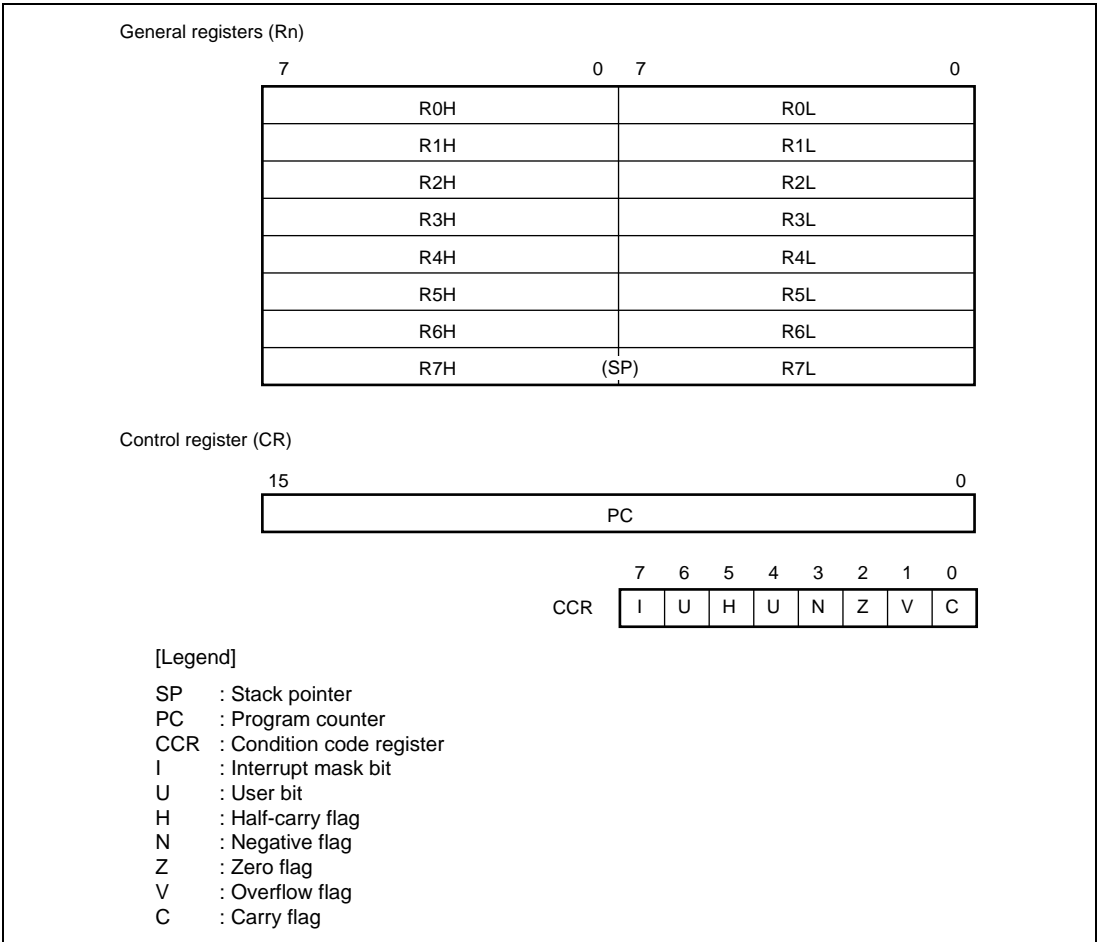 General registers (Rn)
7 0 7 0
R0H R0L
R1H R1L
R2H R2L
R3H R3L
R4H R4L
R5H R5L
R6H R6L
R7H (SP) R7L
Control register (CR)
15 0
PC
7 6 5 4 3 2 1 0
CCR I U H U N Z V C
[Legend]
SP : Stack pointer
PC : Program counter
CCR : Condition code register
I : Interrupt mask bit
U : User bit
H : Half-carry flag
N : Negative flag
Z : Zero flag
V : Overflow flag
C : Carry flag